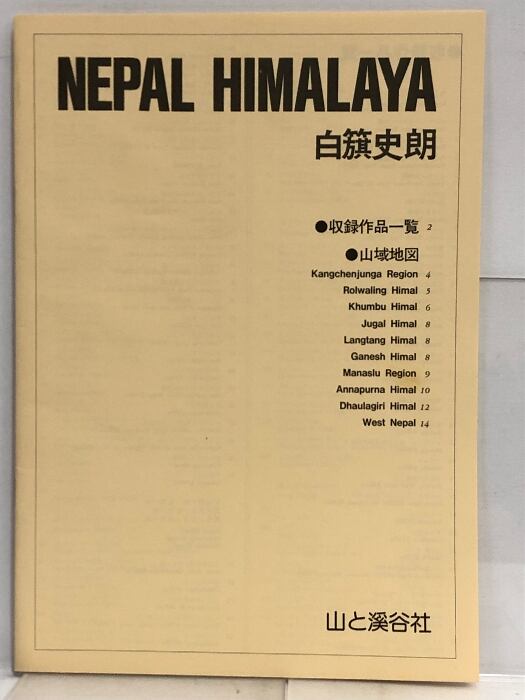 NEPAL HIMALAYA
白籏史朗
●収録作品一覧 2
●山域地図
Kangchenjunga Region 4
Rolwaling Himal 5
Khumbu Himal 6
Jugal Himal 8
Langtang Himal 8
Ganesh Himal 8
Manaslu Region 9
Annapurna Himal 10
Dhaulagiri Himal 12
West Nepal 14
山と溪谷社